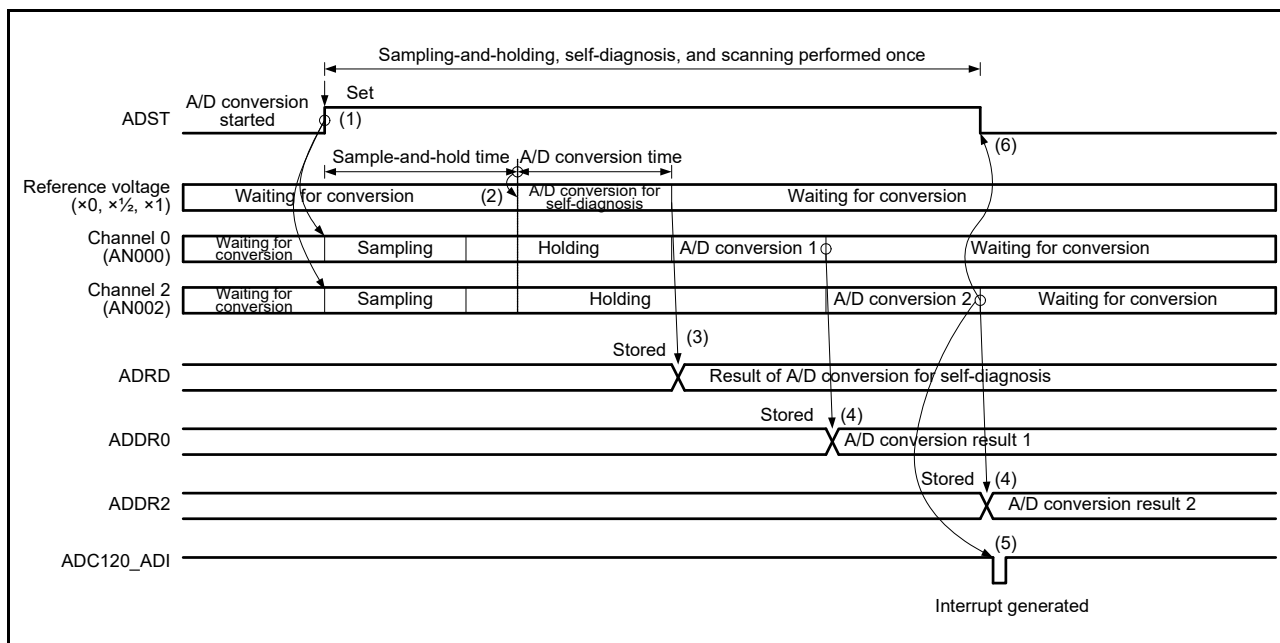 Sampling-and-holding, self-diagnosis, and scanning performed once
A/D conversion
started
Set
ADST
(1)
(6)
Sample-and-hold time
A/D conversion time
Reference voltage
(×0, ×½, ×1)
Waiting for conversion
(2)
A/D conversion for
self-diagnosis
Waiting for conversion
Channel 0
(AN000)
Waiting for
conversion
Sampling
Holding
A/D conversion 1
Waiting for conversion
Channel 2
(AN002)
Waiting for
conversion
Sampling
Holding
A/D conversion 2
Waiting for conversion
Stored
(3)
ADRD
Result of A/D conversion for self-diagnosis
Stored
(4)
ADDR0
A/D conversion result 1
Stored
(4)
ADDR2
A/D conversion result 2
(5)
ADC120_ADI
Interrupt generated